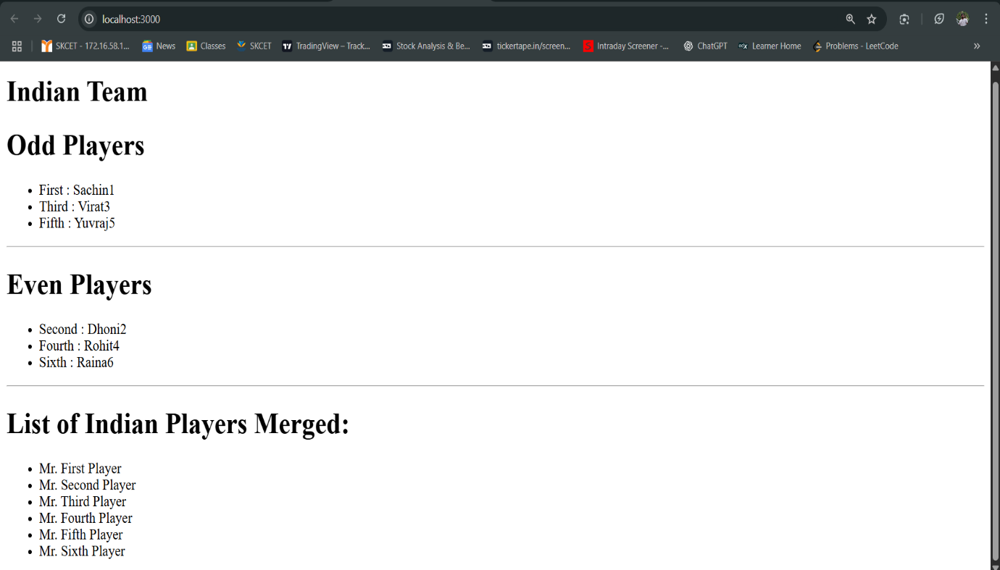 localhost:3000
SKCET - 172.16.58.1... News Classes SKCET TradingView – Track... Stock Analysis & Be... tickertape.in/screen... Intraday Screener -... ChatGPT Learner Home Problems - LeetCode »
Indian Team
Odd Players
• First : Sachin1
• Third : Virat3
• Fifth : Yuvraj5
Even Players
• Second : Dhoni2
• Fourth : Rohit4
• Sixth : Raina6
List of Indian Players Merged:
• Mr. First Player
• Mr. Second Player
• Mr. Third Player
• Mr. Fourth Player
• Mr. Fifth Player
• Mr. Sixth Player